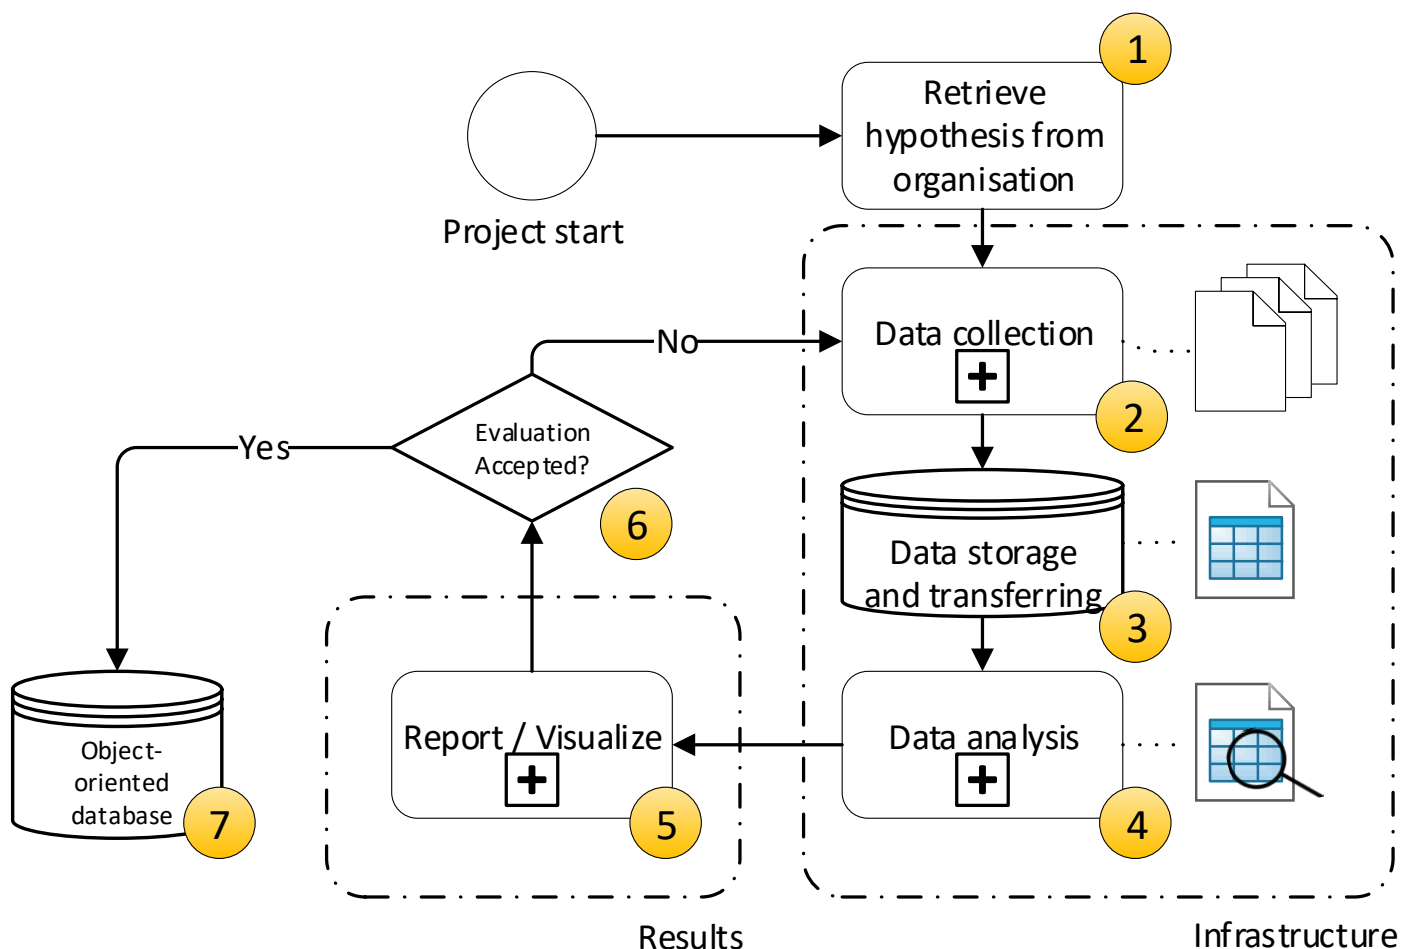 1
Retrieve
hypothesis from
organisation
Project start
Data collection
2
No
Evaluation
Accepted?
Yes
6
Data storage
and transferring
3
Report / Visualize
5
Data analysis
4
Object-
oriented
database
7
Results
Infrastructure